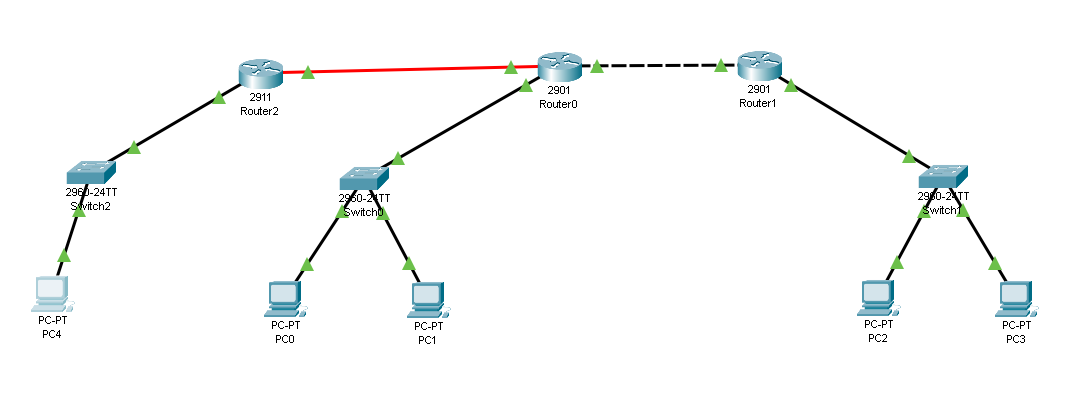 2911
Router2
2901
Router0
2901
Router1
2960-24TT
Switch2
2960-24TT
Switch0
2960-24TT
Switch1
PC-PT
PC4
PC-PT
PC0
PC-PT
PC1
PC-PT
PC2
PC-PT
PC3